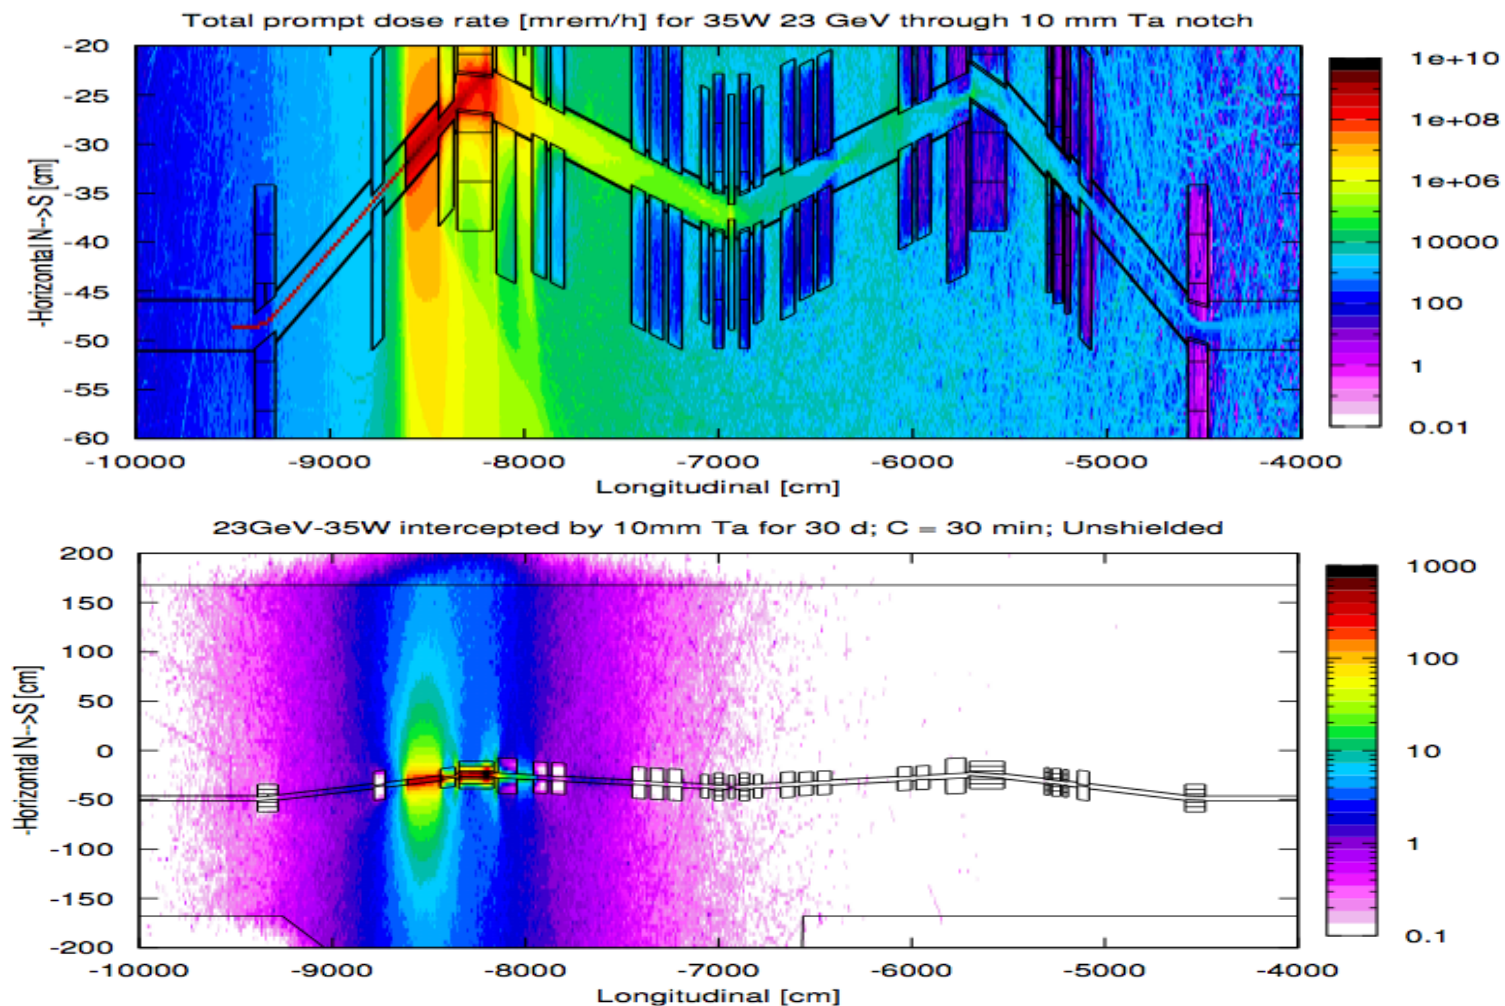 Total prompt dose rate [mrem/h] for 35W 23 GeV through 10 mm Ta notch
-Horizontal N-->S [cm]
-20
-25
-30
-35
-40
-45
-50
-55
-60
-10000 -9000 -8000 -7000 -6000 -5000 -4000
Longitudinal [cm]
1e+10
1e+08
1e+06
10000
100
1
0.01
23GeV-35W intercepted by 10mm Ta for 30 d; C = 30 min; Unshielded
-Horizontal N-->S [cm]
200
150
100
50
0
-50
-100
-150
-200
-10000 -9000 -8000 -7000 -6000 -5000 -4000
Longitudinal [cm]
1000
100
10
1
0.1